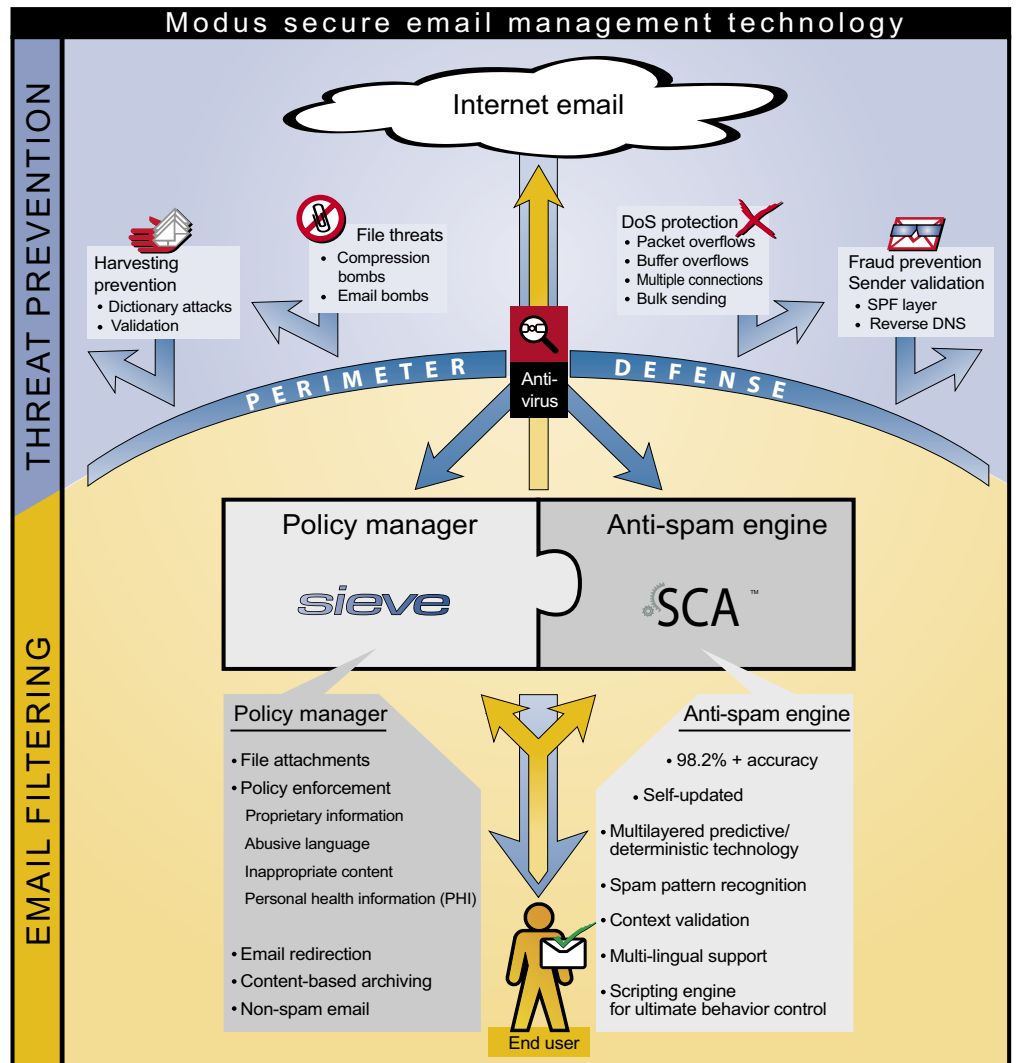 Modus secure email management technology
THREAT PREVENTION
Internet email
Harvesting
prevention
• Dictionary attacks
• Validation
File threats
• Compression
bombs
• Email bombs
DoS protection
• Packet overflows
• Buffer overflows
• Multiple connections
• Bulk sending
Fraud prevention
Sender validation
• SPF layer
• Reverse DNS
PERIMETER
DEFENSE
Anti-
virus
EMAIL FILTERING
Policy manager
sieve
Anti-spam engine
SCA™
Policy manager
• File attachments
• Policy enforcement
Proprietary information
Abusive language
Inappropriate content
Personal health information (PHI)
• Email redirection
• Content-based archiving
• Non-spam email
Anti-spam engine
• 98.2% + accuracy
• Self-updated
• Multilayered predictive/
deterministic technology
• Spam pattern recognition
• Context validation
• Multi-lingual support
• Scripting engine
for ultimate behavior control
End user